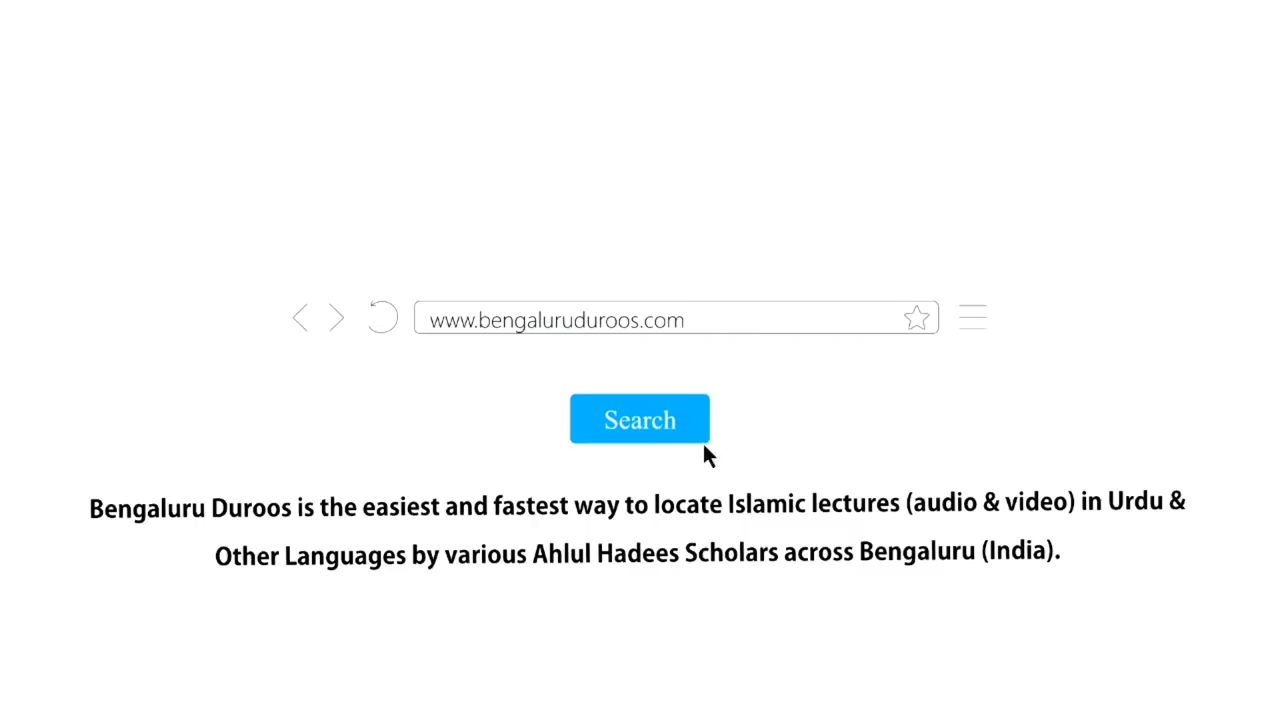 www.bengaluruduroos.com
Search
Bengaluru Duroos is the easiest and fastest way to locate Islamic lectures (audio & video) in Urdu &
Other Languages by various Ahlul Hadees Scholars across Bengaluru (India).